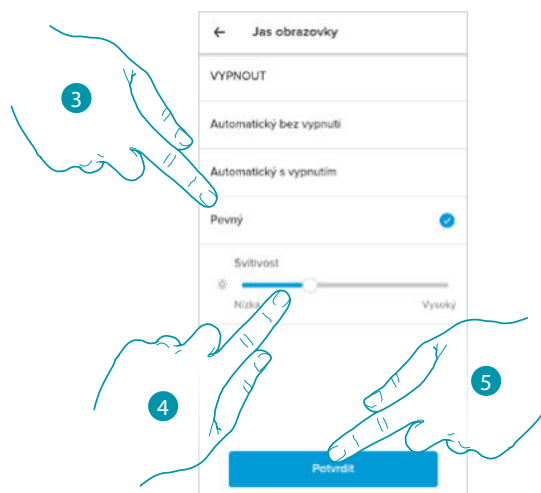 ← Jas obrazovky
VYPNOUT
Automatický bez vypnutí
3
Automatický s vypnutím
Pevný
Svítivost
Nízká
Vysoký
4
5
Potvrdit